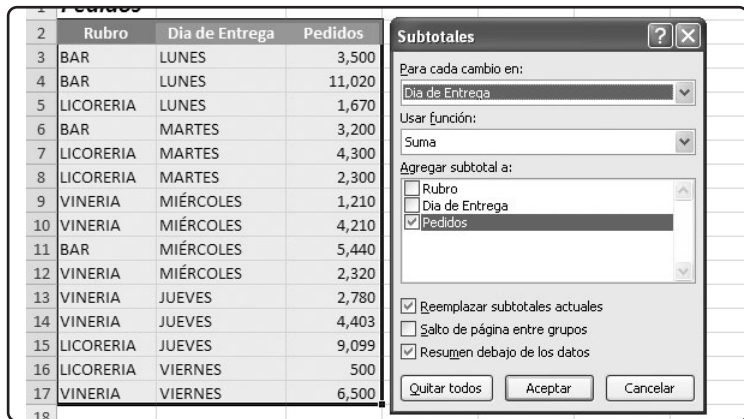 1 Pedidos
2 Rubro Dia de Entrega Pedidos
3 BAR LUNES 3,500
4 BAR LUNES 11,020
5 LICORERIA LUNES 1,670
6 BAR MARTES 3,200
7 LICORERIA MARTES 4,300
8 LICORERIA MARTES 2,300
9 VINERIA MIÉRCOLES 1,210
10 VINERIA MIÉRCOLES 4,210
11 BAR MIÉRCOLES 5,440
12 VINERIA MIÉRCOLES 2,320
13 VINERIA JUEVES 2,780
14 VINERIA JUEVES 4,403
15 LICORERIA JUEVES 9,099
16 LICORERIA VIERNES 500
17 VINERIA VIERNES 6,500
18
Subtotales
Para cada cambio en:
Dia de Entrega
Usar función:
Suma
Agregar subtotal a:
Rubro
Dia de Entrega
Pedidos
Reemplazar subtotales actuales
Salto de página entre grupos
Resumen debajo de los datos
Quitar todos Aceptar Cancelar